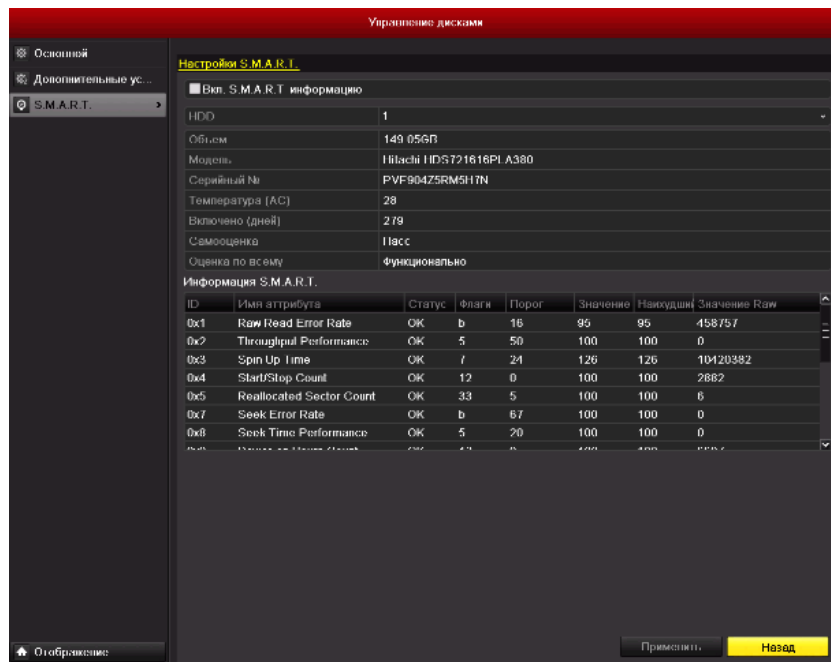 Управление дисками
Основной
Дополнительные ус...
S.M.A.R.T. >
Настройки S.M.A.R.T.
Вкл. S.M.A.R.T информацию
HDD 1
Объем 149.05GB
Модель Hitachi HDS721616PLA380
Серийный № PVF904Z5RM5H7N
Температура (АС) 28
Включено (дней) 279
Самооценка Пасс
Оценка по всему Функционально
Информация S.M.A.R.T.
ID Имя аттрибута Статус Флаги Порог Значение Наихудший Значение Raw
0x1 Raw Read Error Rate OK b 16 95 95 458757
0x2 Throughput Performance OK 5 50 100 100 0
0x3 Spin Up Time OK 7 24 126 126 10420382
0x4 Start/Stop Count OK 12 0 100 100 2882
0x5 Reallocated Sector Count OK 33 5 100 100 6
0x7 Seek Error Rate OK b 67 100 100 0
0x8 Seek Time Performance OK 5 20 100 100 0
Отображение
Применить
Назад